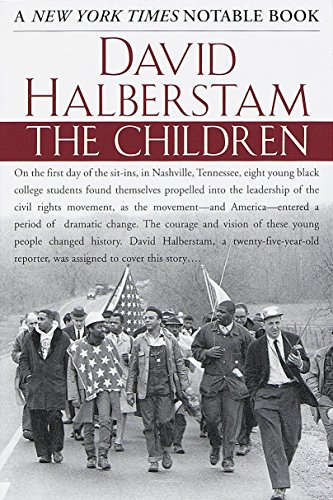 A NEW YORK TIMES NOTABLE BOOK
DAVID
HALBERSTAM
THE CHILDREN
On the first day of the sit-ins, in Nashville, Tennessee, eight young black
college students found themselves propelled into the leadership of the
civil rights movement, as the movement—and America—entered a
period of dramatic change. The courage and vision of these young
people changed history. David Halberstam, a twenty-five-year-old
reporter, was assigned to cover this story....